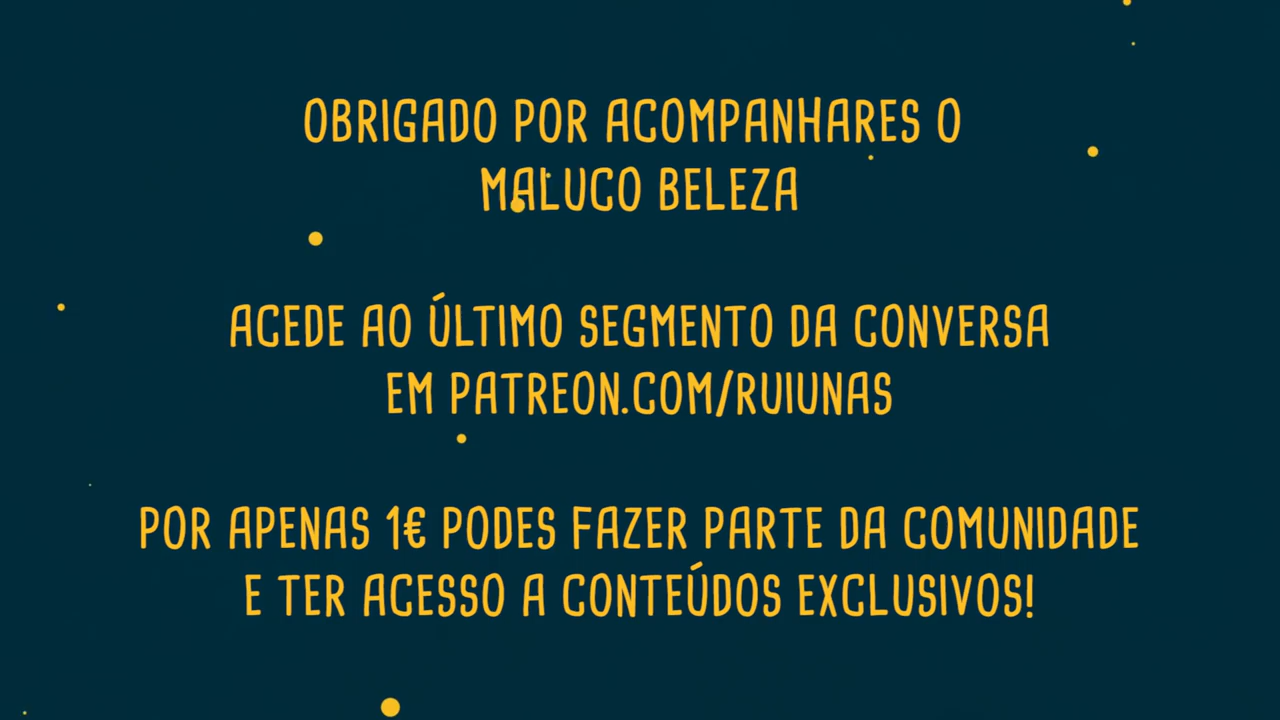 OBRIGADO POR ACOMPANHARES O
MALUCO BELEZA
ACEDE AO ÚLTIMO SEGMENTO DA CONVERSA
EM PATREON.COM/RUIUNAS
POR APENAS 1€ PODES FAZER PARTE DA COMUNIDADE
E TER ACESSO A CONTEÚDOS EXCLUSIVOS!